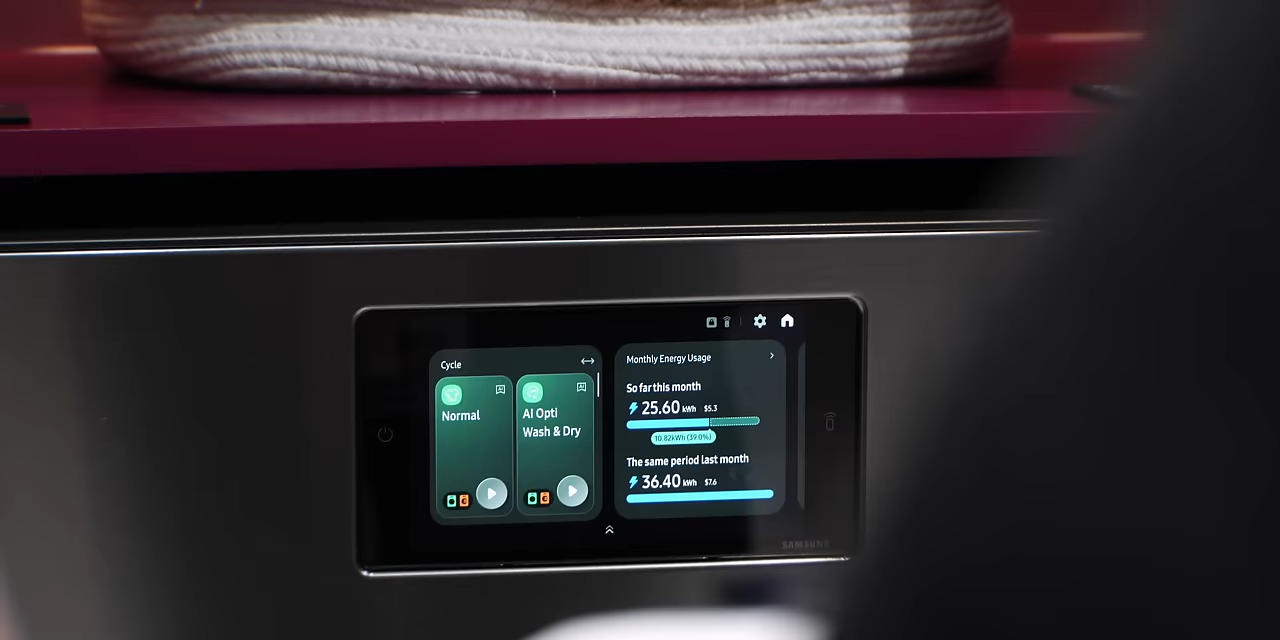 Cycle
Normal
AI Opti
Wash & Dry
Monthly Energy Usage
So far this month
25.60 kWh $5.3
10.82kWh (39.0%)
The same period last month
36.40 kWh $7.6
SAMSUNG